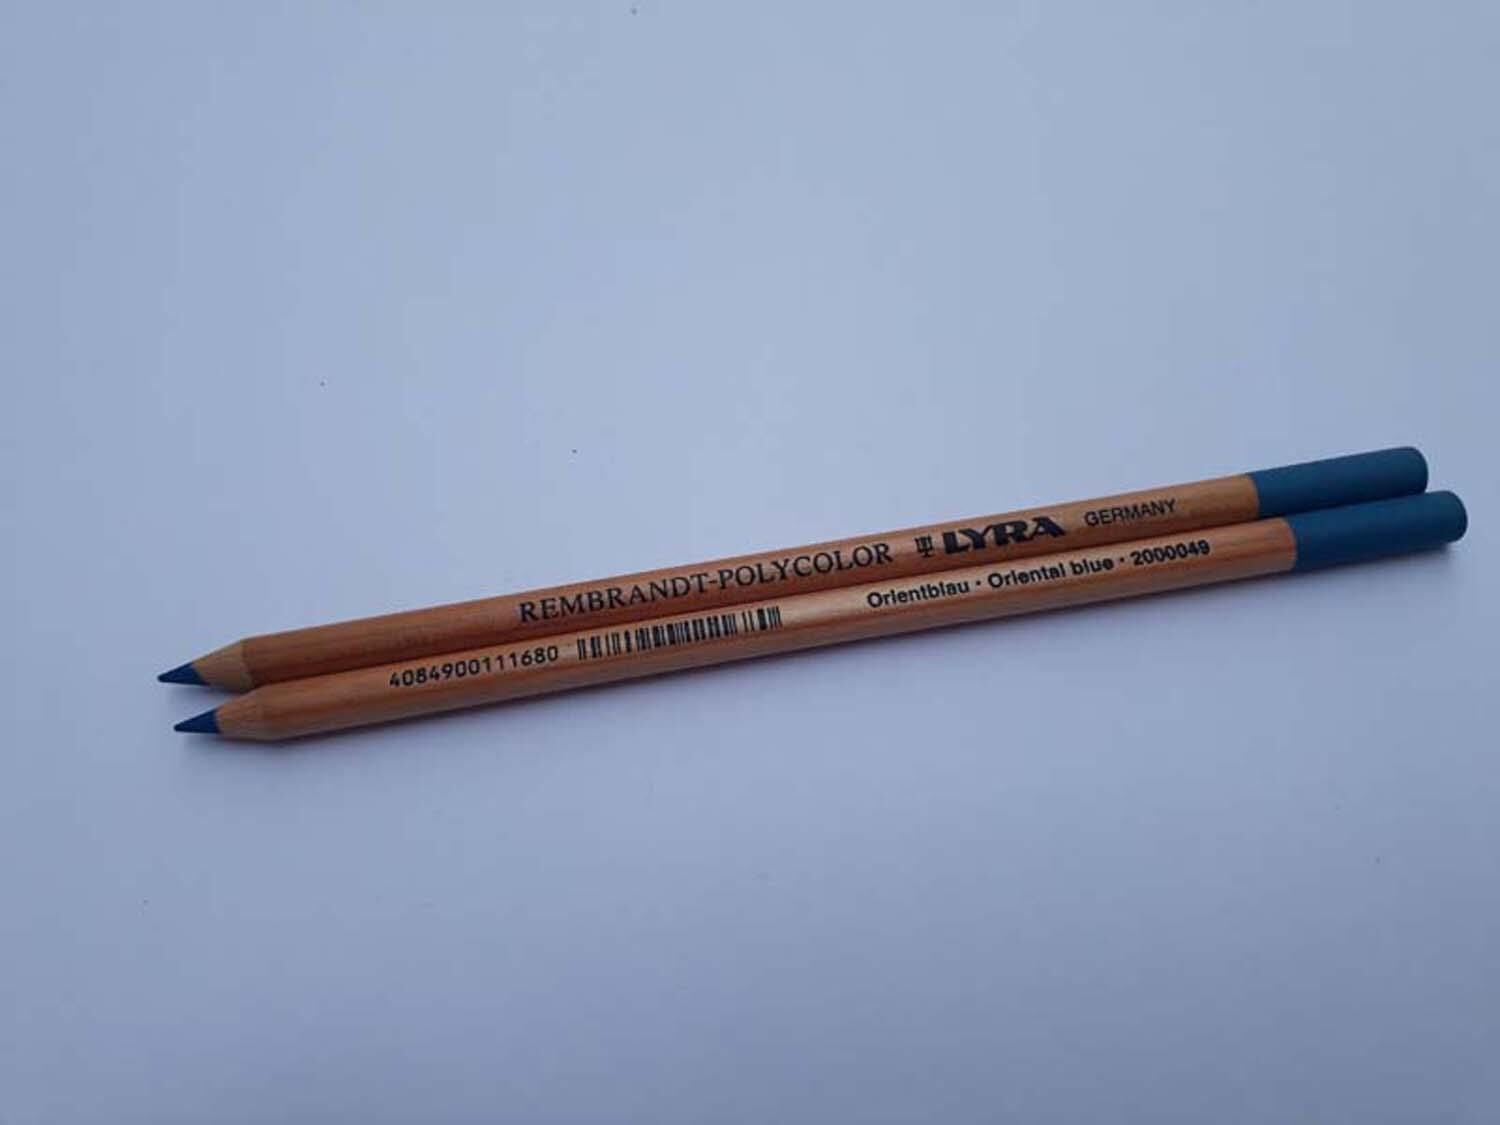 REMBRANDT-POLYCOLOR LYRA GERMANY
4084900111680 Orientblau · Oriental blue · 2000049